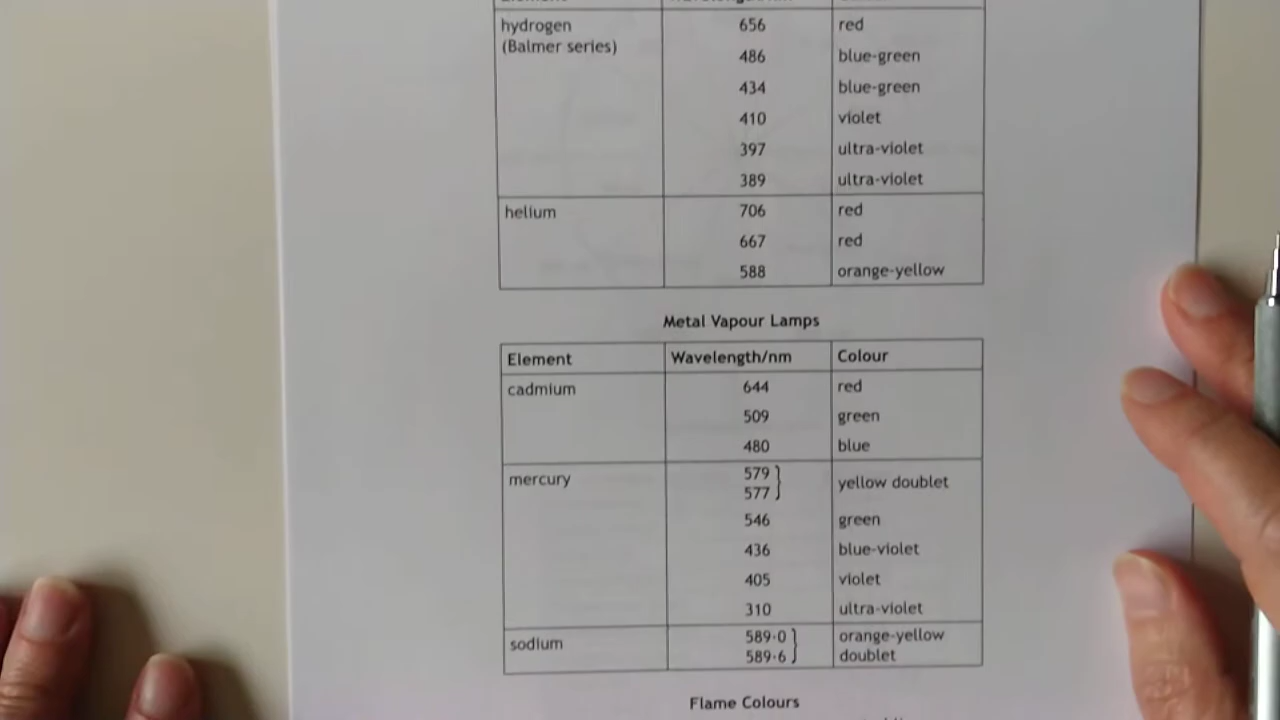 Element Wavelength/nm
hydrogen 656 red
(Balmer series)
486 blue-green
434 blue-green
410 violet
397 ultra-violet
389 ultra-violet
helium 706 red
667 red
588 orange-yellow
Metal Vapour Lamps
Element Wavelength/nm Colour
cadmium 644 red
509 green
480 blue
mercury 579 } yellow doublet
577
546 green
436 blue-violet
405 violet
310 ultra-violet
sodium 589·0 } orange-yellow
589·6 doublet
Flame Colours